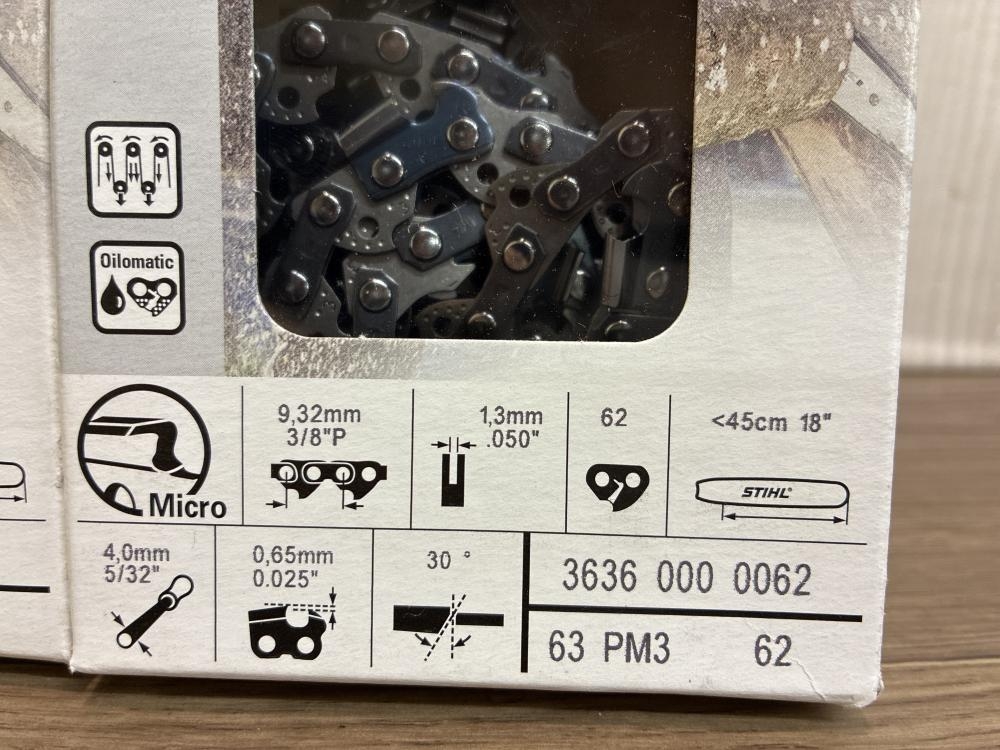 Oilomatic
Micro
9,32mm
3/8"P
1,3mm
.050"
62
<45cm 18"
STIHL®
4,0mm
5/32"
0,65mm
0.025"
30 °
3636 000 0062
63 PM3 62